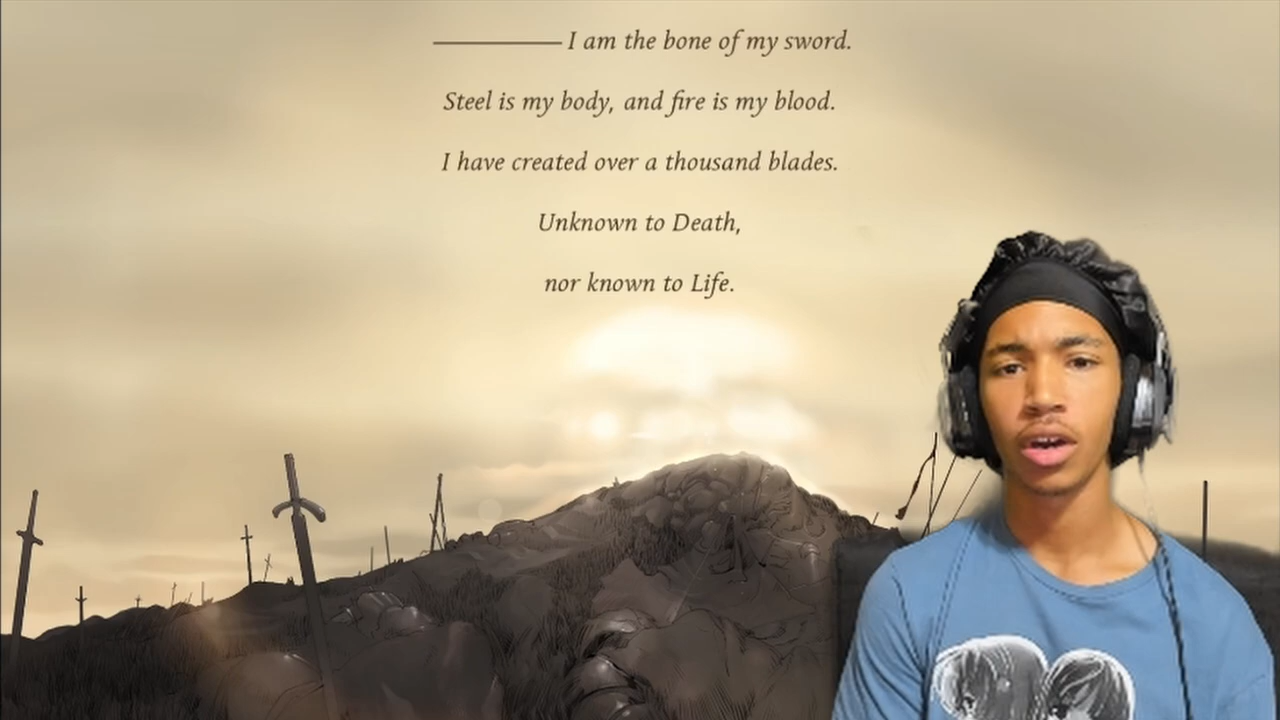 ————I am the bone of my sword.
Steel is my body, and fire is my blood.
I have created over a thousand blades.
Unknown to Death,
nor known to Life.